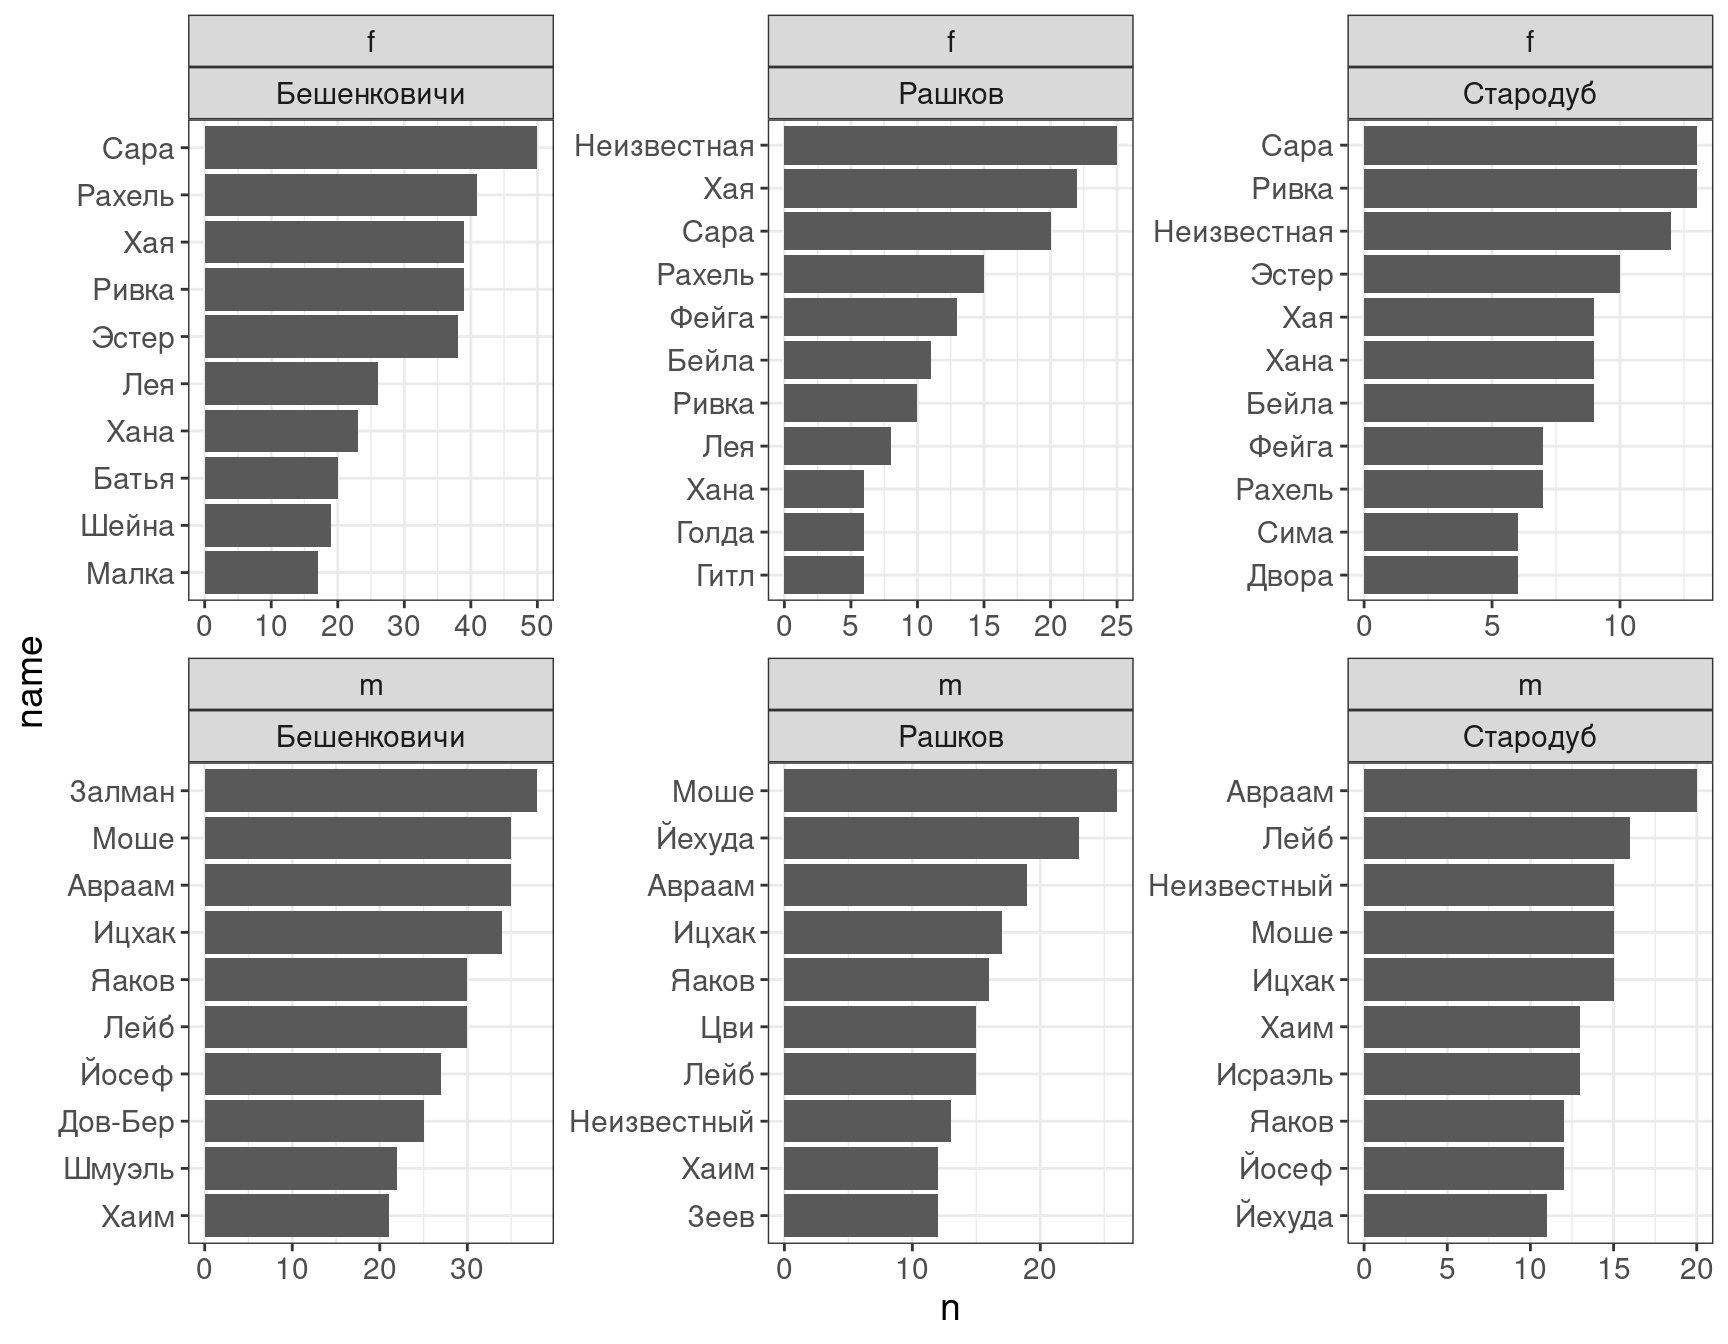 f
Бешенковичи
Сара
Рахель
Хая
Ривка
Эстер
Лея
Хана
Батья
Шейна
Малка
0 10 20 30 40 50
f
Рашков
Неизвестная
Хая
Сара
Рахель
Фейга
Бейла
Ривка
Лея
Хана
Голда
Гитл
0 5 10 15 20 25
f
Стародуб
Сара
Ривка
Неизвестная
Эстер
Хая
Хана
Бейла
Фейга
Рахель
Сима
Двора
0 5 10
name
m
Бешенковичи
Залман
Моше
Авраам
Ицхак
Яаков
Лейб
Йосеф
Дов-Бер
Шмуэль
Хаим
0 10 20 30
m
Рашков
Моше
Йехуда
Авраам
Ицхак
Яаков
Цви
Лейб
Неизвестный
Хаим
Зеев
0 10 20
m
Стародуб
Авраам
Лейб
Неизвестный
Моше
Ицхак
Хаим
Исраэль
Яаков
Йосеф
Йехуда
0 5 10 15 20
n